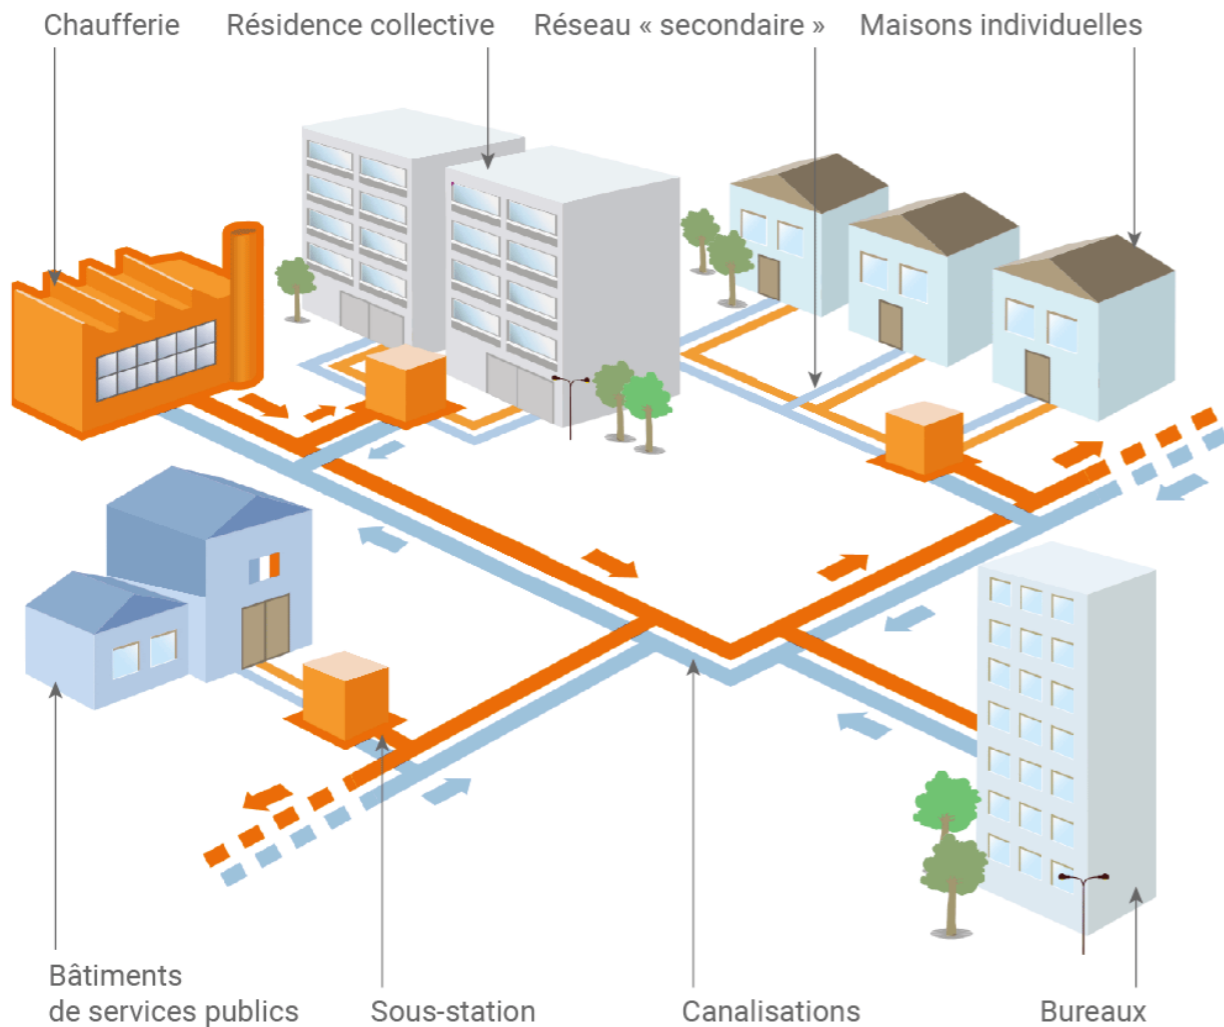 Chaufferie
Résidence collective
Réseau « secondaire »
Maisons individuelles
Bâtiments
de services publics
Sous-station
Canalisations
Bureaux